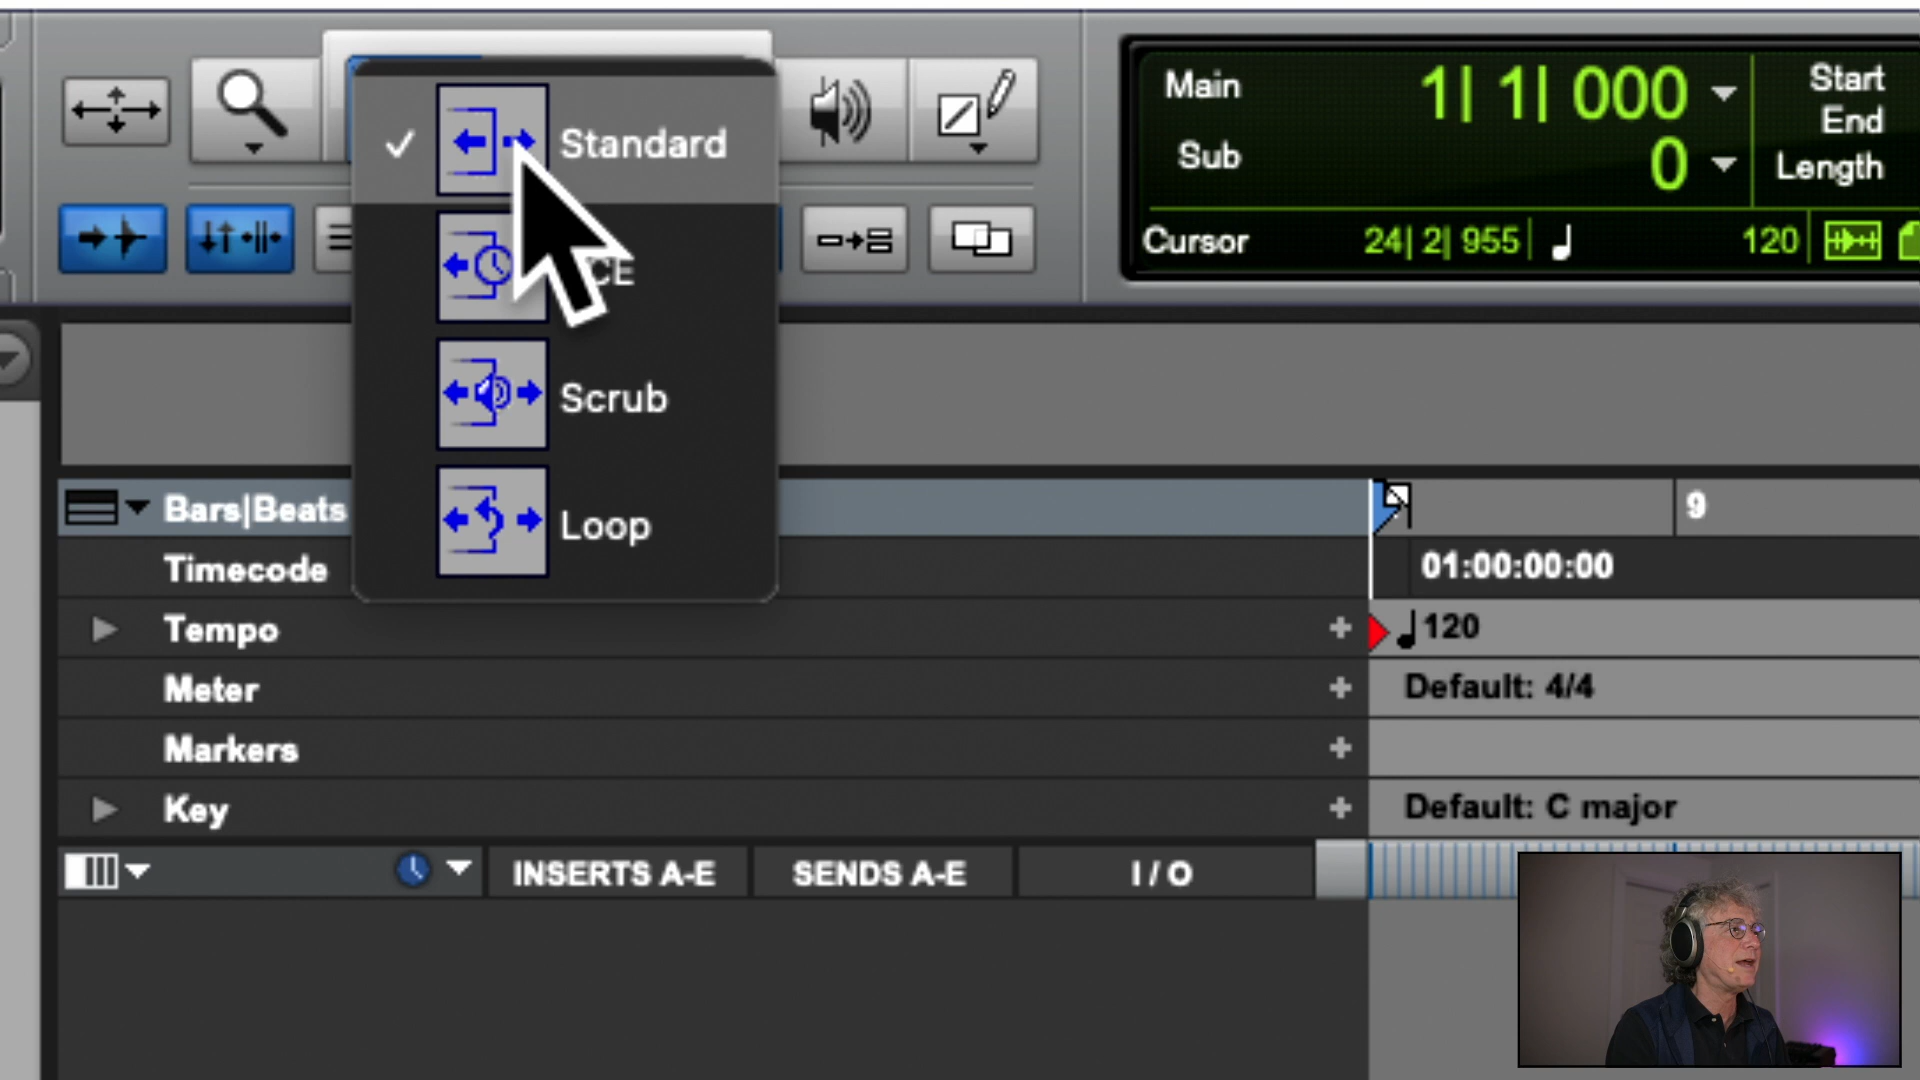 Standard
Scrub
Loop
Main 1| 1| 000
Sub 0
Start
End
Length
Cursor 24| 2| 955 120
Bars|Beats 9
Timecode 01:00:00:00
Tempo + 120
Meter + Default: 4/4
Markers +
Key + Default: C major
INSERTS A-E SENDS A-E I / O